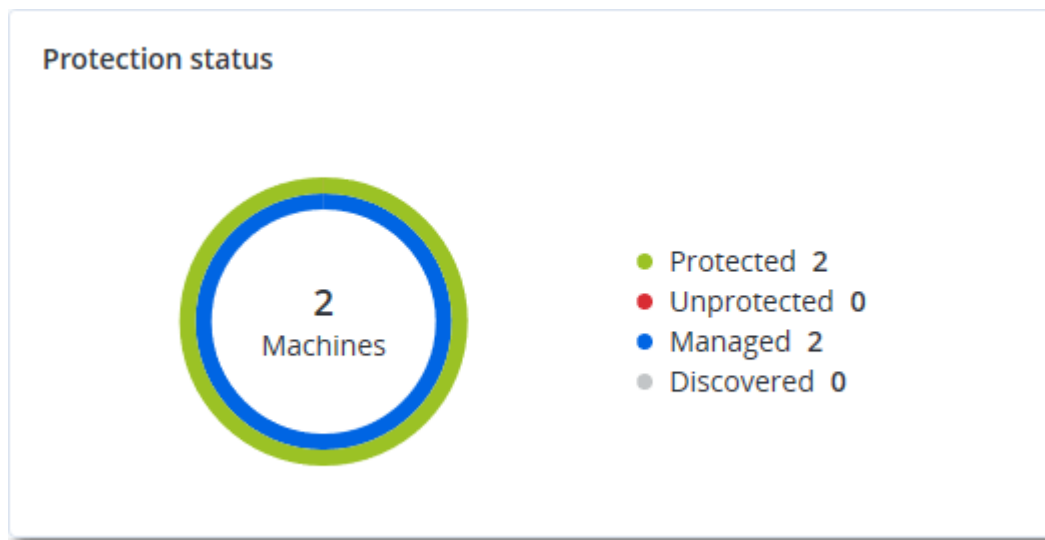 Protection status
2
Machines
Protected 2
Unprotected 0
Managed 2
Discovered 0